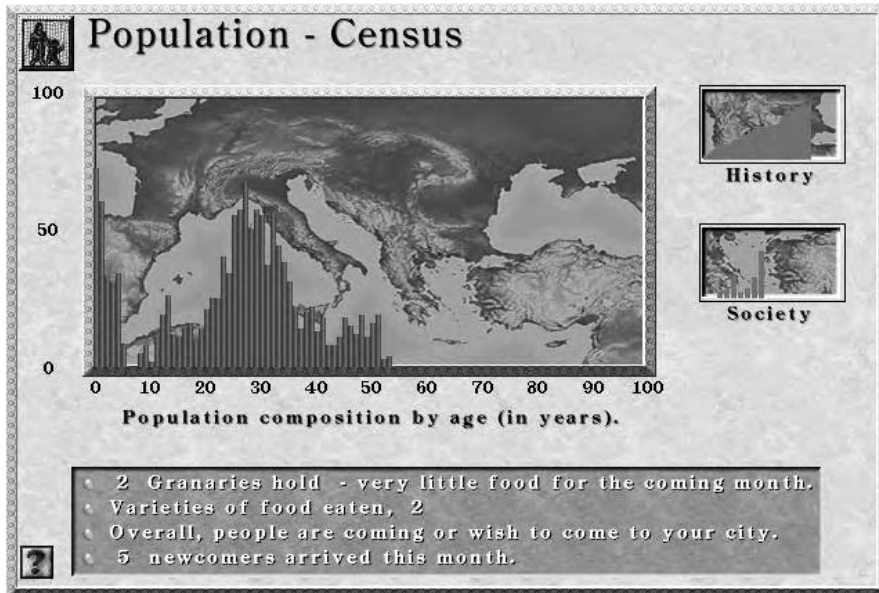 Population - Census
100
50
0
0 10 20 30 40 50 60 70 80 90 100
Population composition by age (in years).
History
Society
2 Granaries hold - very little food for the coming month.
Varieties of food eaten, 2
Overall, people are coming or wish to come to your city.
5 newcomers arrived this month.
?